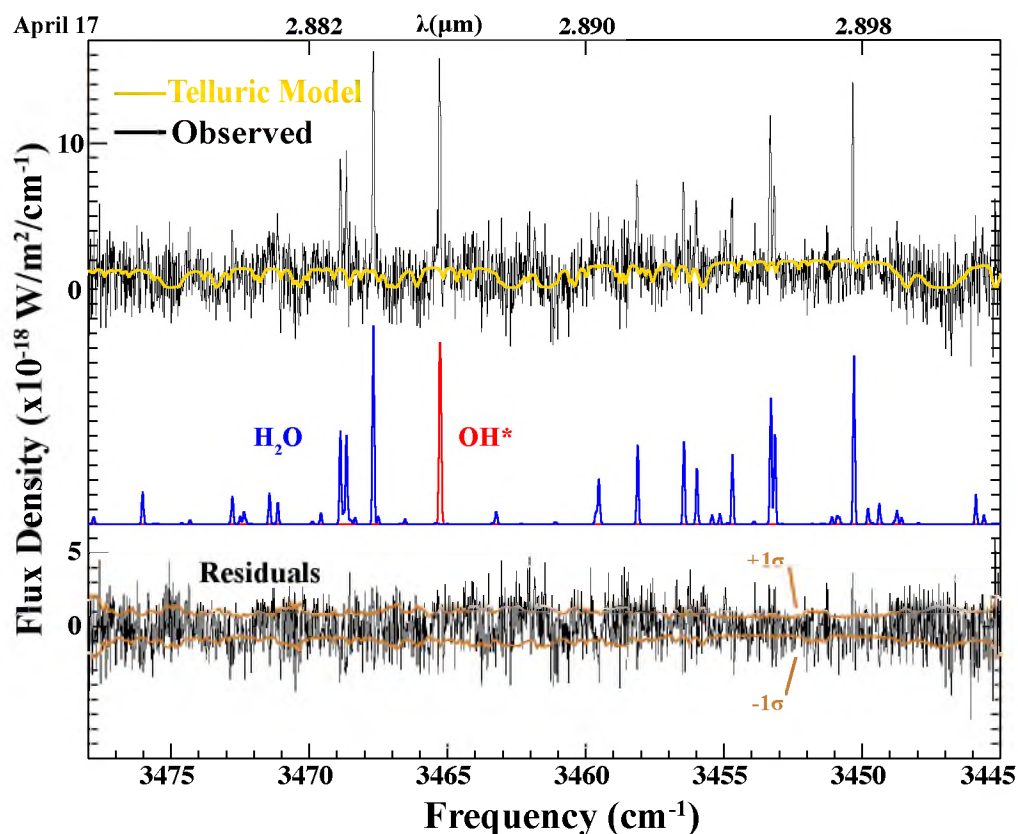 April 17
2.882 λ(μm) 2.890 2.898
Telluric Model
Observed
10
0
H₂O
OH*
5
0
Residuals
+1σ
-1σ
Flux Density (x10⁻¹⁸ W/m²/cm⁻¹)
3475 3470 3465 3460 3455 3450 3445
Frequency (cm⁻¹)